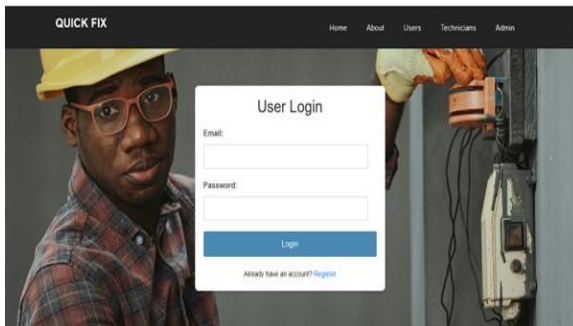 QUICK FIX
Home About Users Technicians Admin
User Login
Email:
Password:
Login
Already have an account? Register